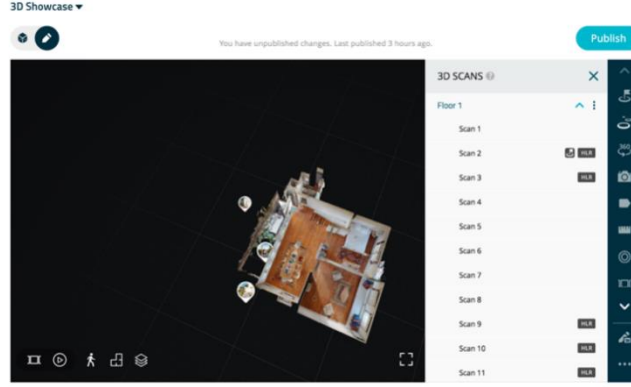 3D Showcase
You have unpublished changes. Last published 3 hours ago.
Publish
3D SCANS
Floor 1
Scan 1
Scan 2 HLR
Scan 3 HLR
Scan 4
Scan 5
Scan 6
Scan 7
Scan 8
Scan 9 HLR
Scan 10 HLR
Scan 11 HLR
360